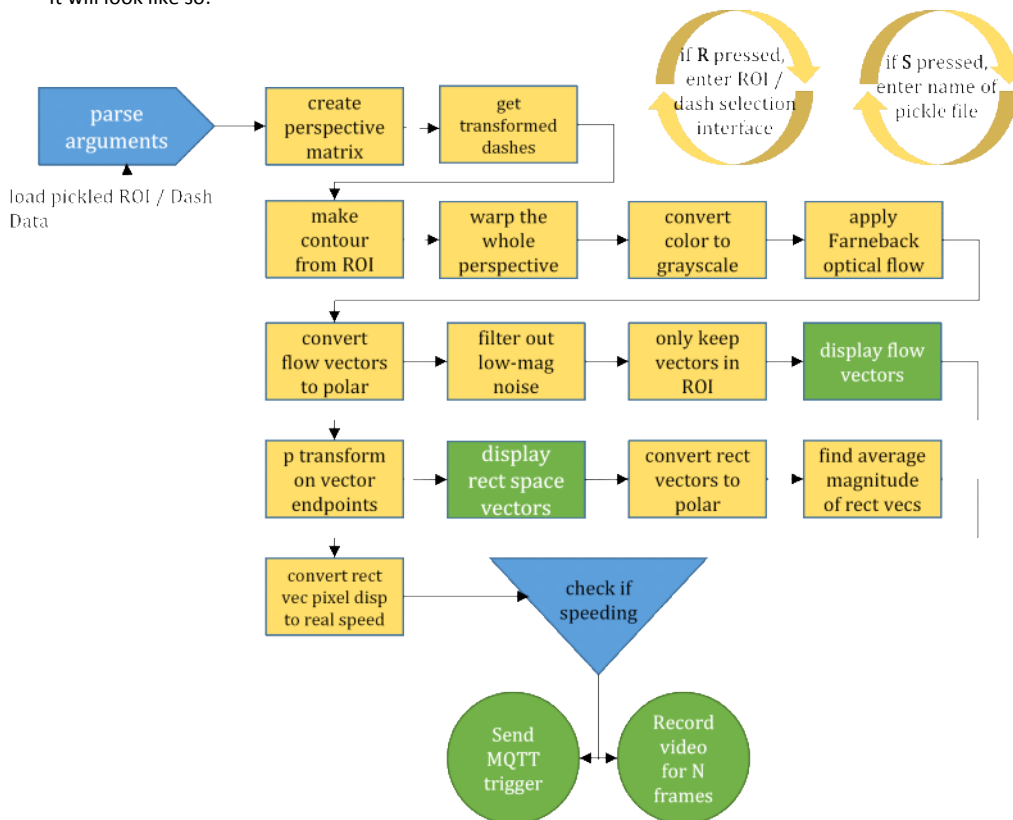 It will look like so:
if R pressed,
enter ROI /
dash selection
interface
if S pressed,
enter name of
pickle file
parse
arguments
create
perspective
matrix
get
transformed
dashes
load pickled ROI / Dash
Data
make
contour
from ROI
warp the
whole
perspective
convert
color to
grayscale
apply
Farneback
optical flow
convert
flow vectors
to polar
filter out
low-mag
noise
only keep
vectors in
ROI
display flow
vectors
p transform
on vector
endpoints
display
rect space
vectors
convert rect
vectors to
polar
find average
magnitude
of rect vecs
convert rect
vec pixel disp
to real speed
check if
speeding
Send
MQTT
trigger
Record
video
for N
frames